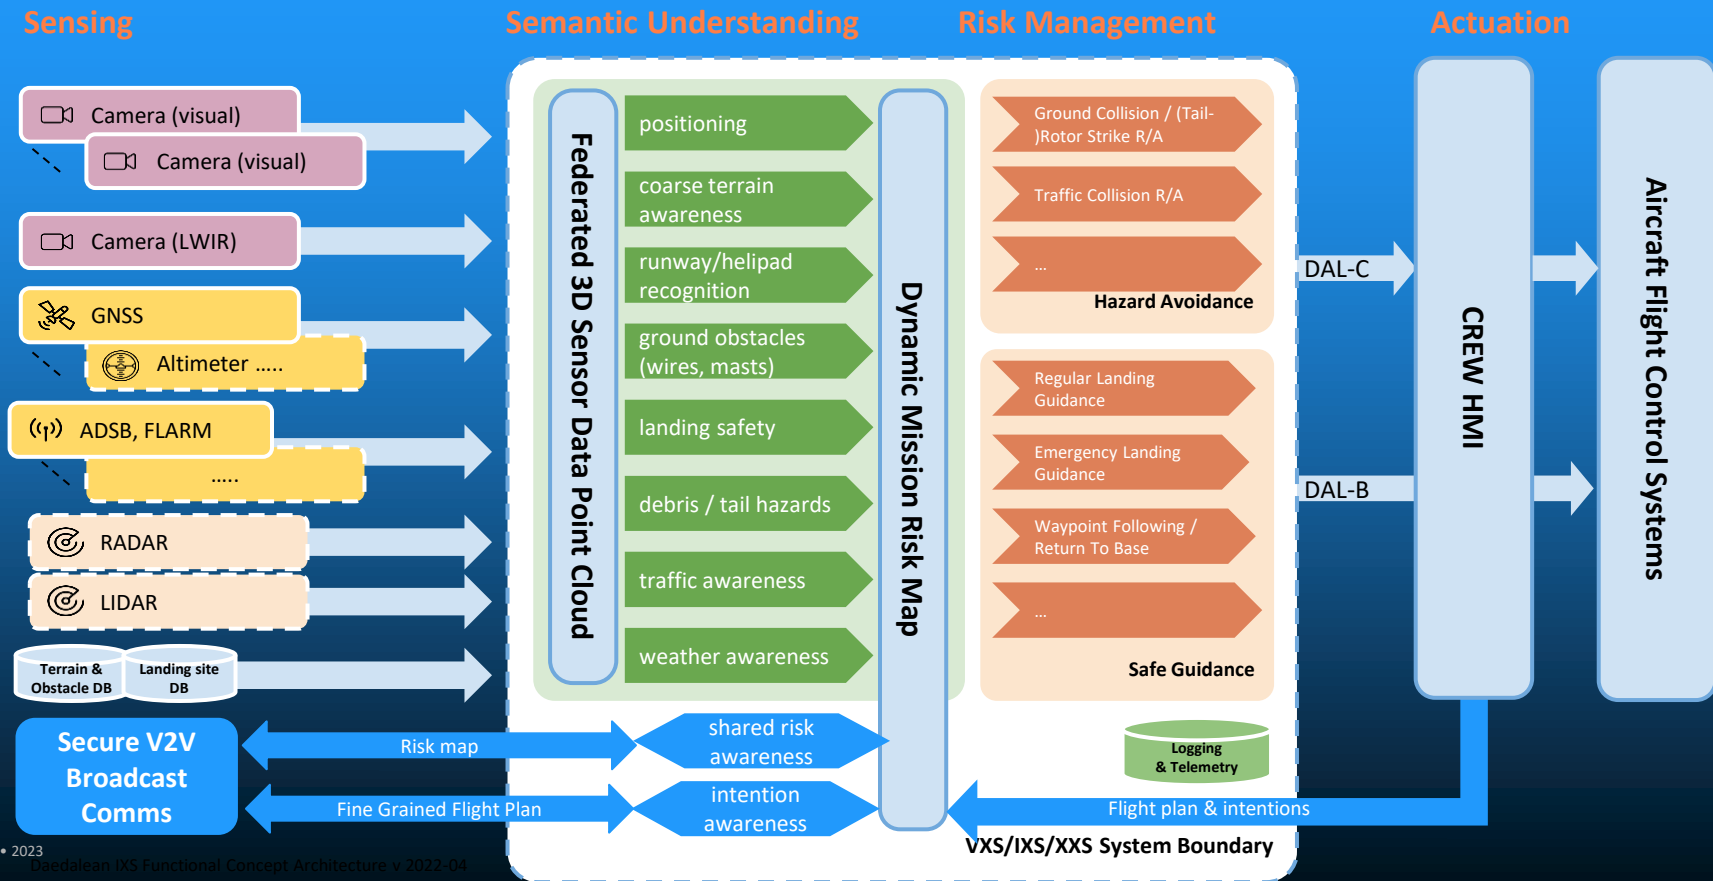 Sensing
Semantic Understanding
Risk Management
Actuation
Camera (visual)
Camera (visual)
Camera (LWIR)
GNSS
Altimeter .....
ADSB, FLARM
.....
RADAR
LIDAR
Terrain &
Obstacle DB
Landing site
DB
Secure V2V
Broadcast
Comms
Risk map
Fine Grained Flight Plan
Federated 3D Sensor Data Point Cloud
positioning
coarse terrain
awareness
runway/helipad
recognition
ground obstacles
(wires, masts)
landing safety
debris / tail hazards
traffic awareness
weather awareness
shared risk
awareness
intention
awareness
Dynamic Mission Risk Map
Ground Collision / (Tail-
)Rotor Strike R/A
Traffic Collision R/A
...
Hazard Avoidance
Regular Landing
Guidance
Emergency Landing
Guidance
Waypoint Following /
Return To Base
...
Safe Guidance
Logging
& Telemetry
Flight plan & intentions
VXS/IXS/XXS System Boundary
DAL-C
DAL-B
CREW HMI
Aircraft Flight Control Systems
• 2023
Daedalean IXS Functional Concept Architecture v 2022-04